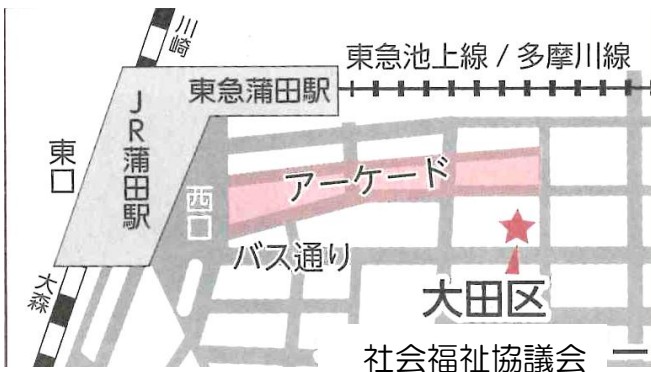 川崎
東急池上線 / 多摩川線
東急蒲田駅
JR蒲田駅
東口
西口
アーケード
バス通り
大森
大田区
社会福祉協議会